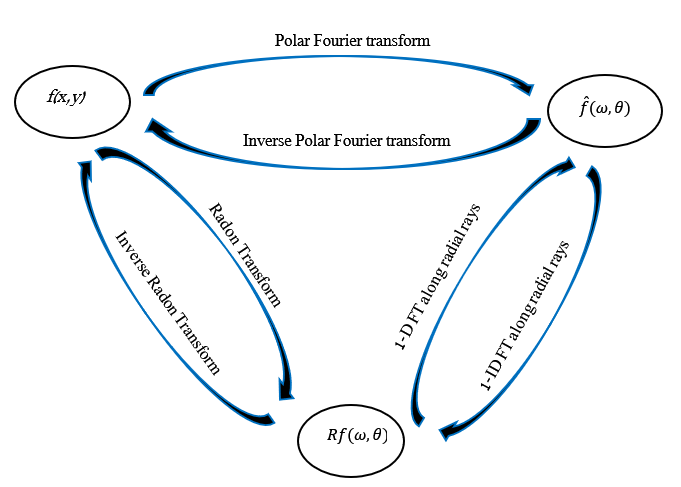 Polar Fourier transform
f(x,y)
f̂(ω,θ)
Inverse Polar Fourier transform
Radon Transform
Inverse Radon Transform
1-D FT along radial rays
1-ID FT along radial rays
Rf(ω,θ)